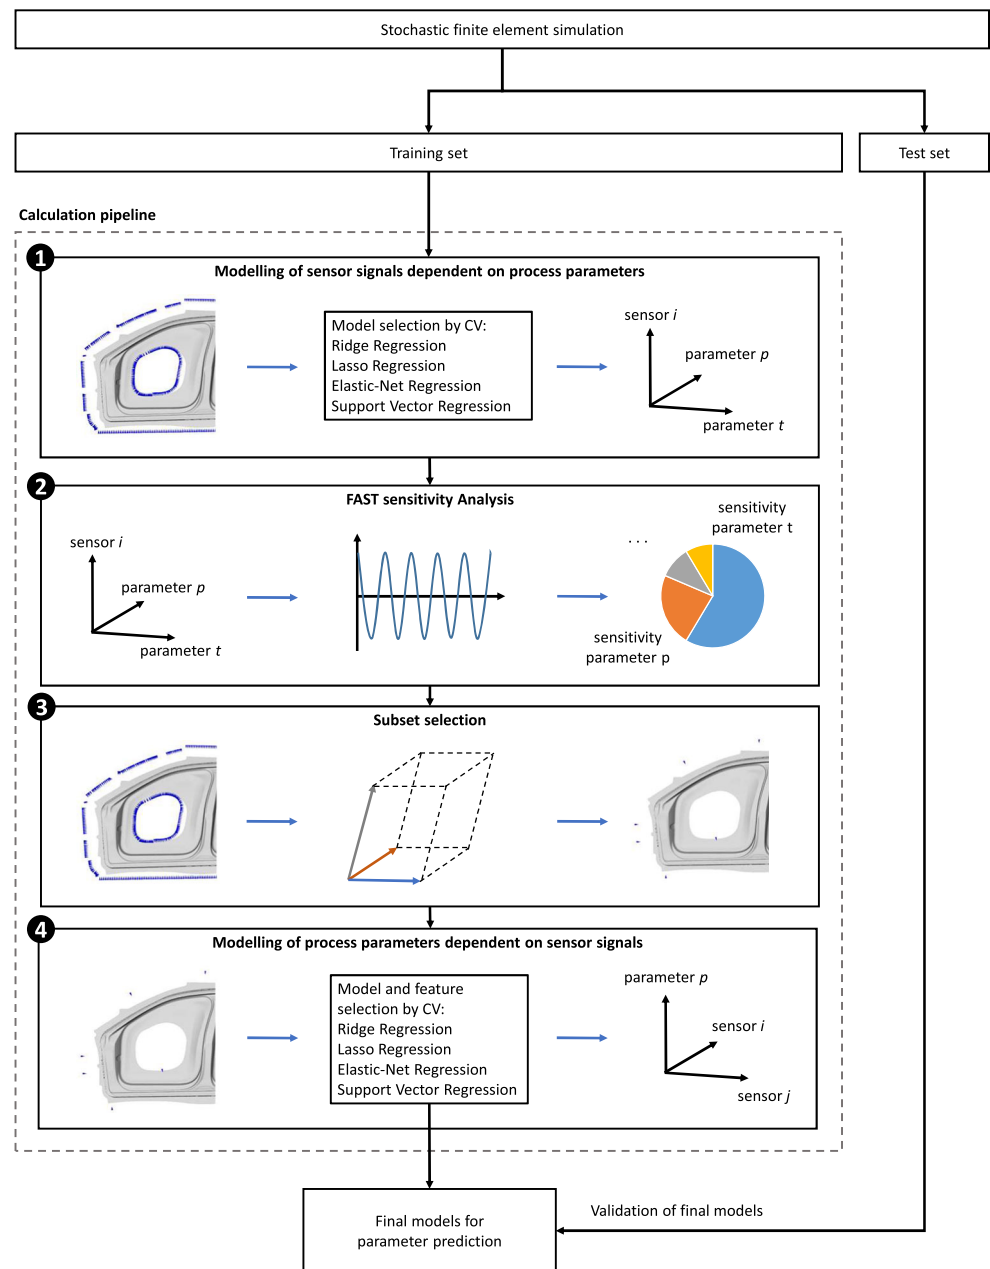 Stochastic finite element simulation
Training set
Test set
Calculation pipeline
1
Modelling of sensor signals dependent on process parameters
Model selection by CV:
Ridge Regression
Lasso Regression
Elastic-Net Regression
Support Vector Regression
sensor i
parameter p
parameter t
2
FAST sensitivity Analysis
sensor i
parameter p
parameter t
. . .
sensitivity
parameter t
sensitivity
parameter p
3
Subset selection
4
Modelling of process parameters dependent on sensor signals
Model and feature
selection by CV:
Ridge Regression
Lasso Regression
Elastic-Net Regression
Support Vector Regression
parameter p
sensor i
sensor j
Final models for
parameter prediction
Validation of final models